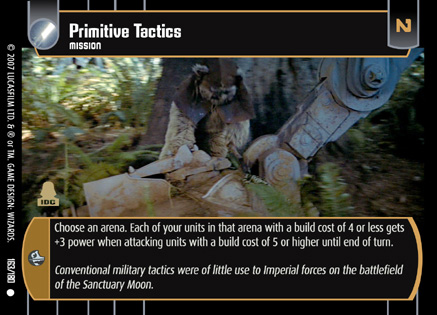 Primitive Tactics
MISSION
N
IDG
Choose an arena. Each of your units in that arena with a build cost of 4 or less gets
+3 power when attacking units with a build cost of 5 or higher until end of turn.
Conventional military tactics were of little use to Imperial forces on the battlefield
of the Sanctuary Moon.
© 2007 LUCASFILM LTD. & ® or TM. GAME DESIGN: WIZARDS.
163/180